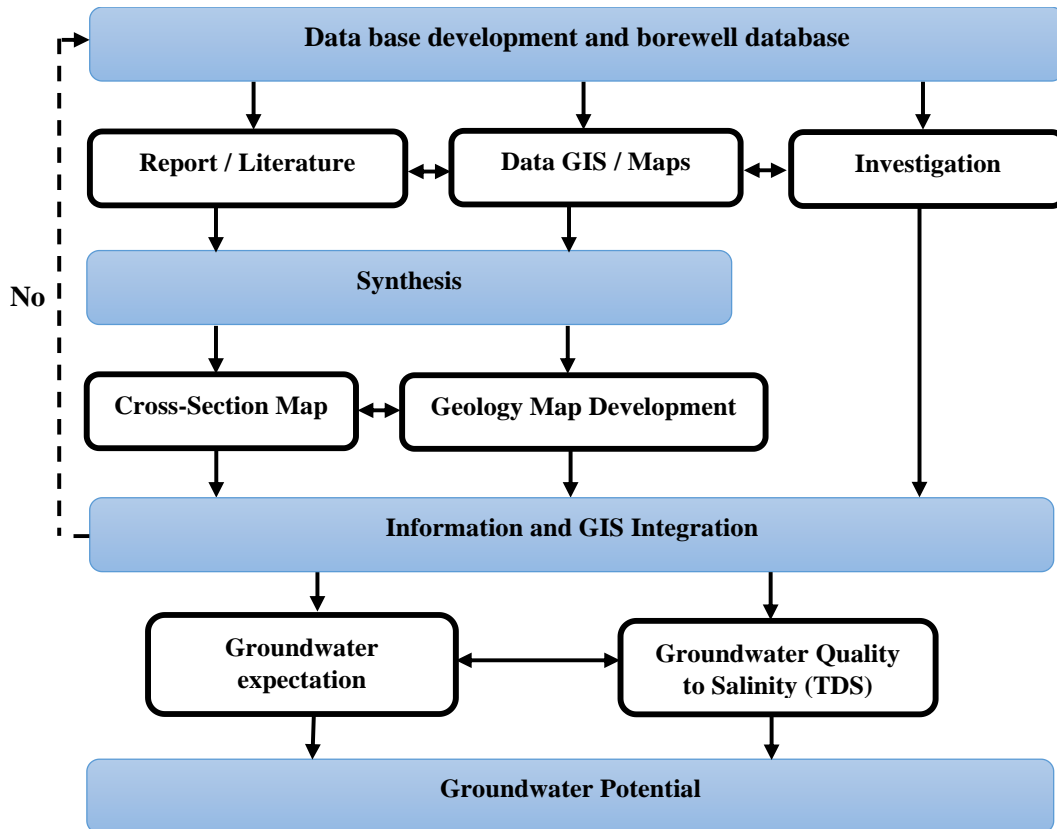 Data base development and borewell database
Report / Literature
Data GIS / Maps
Investigation
Synthesis
No
Cross-Section Map
Geology Map Development
Information and GIS Integration
Groundwater
expectation
Groundwater Quality
to Salinity (TDS)
Groundwater Potential